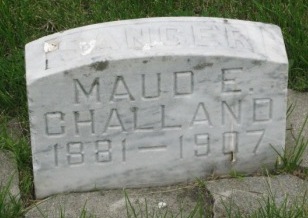 MAUD E.
CHALLAND
1881 — 1907